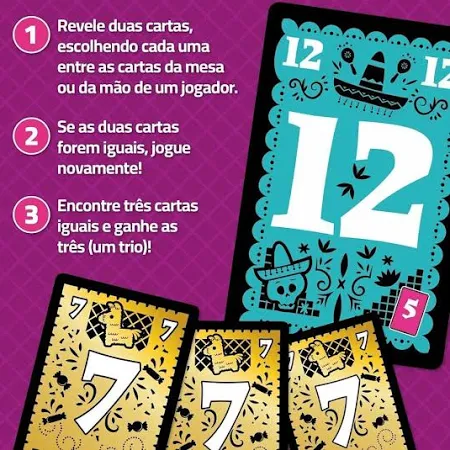 1 Revele duas cartas,
escolhendo cada uma
entre as cartas da mesa
ou da mão de um jogador.
2 Se as duas cartas
forem iguais, jogue
novamente!
3 Encontre três cartas
iguais e ganhe as
três (um trio)!
12 12
12
5
7 7
7
7 7
7
7 7
7